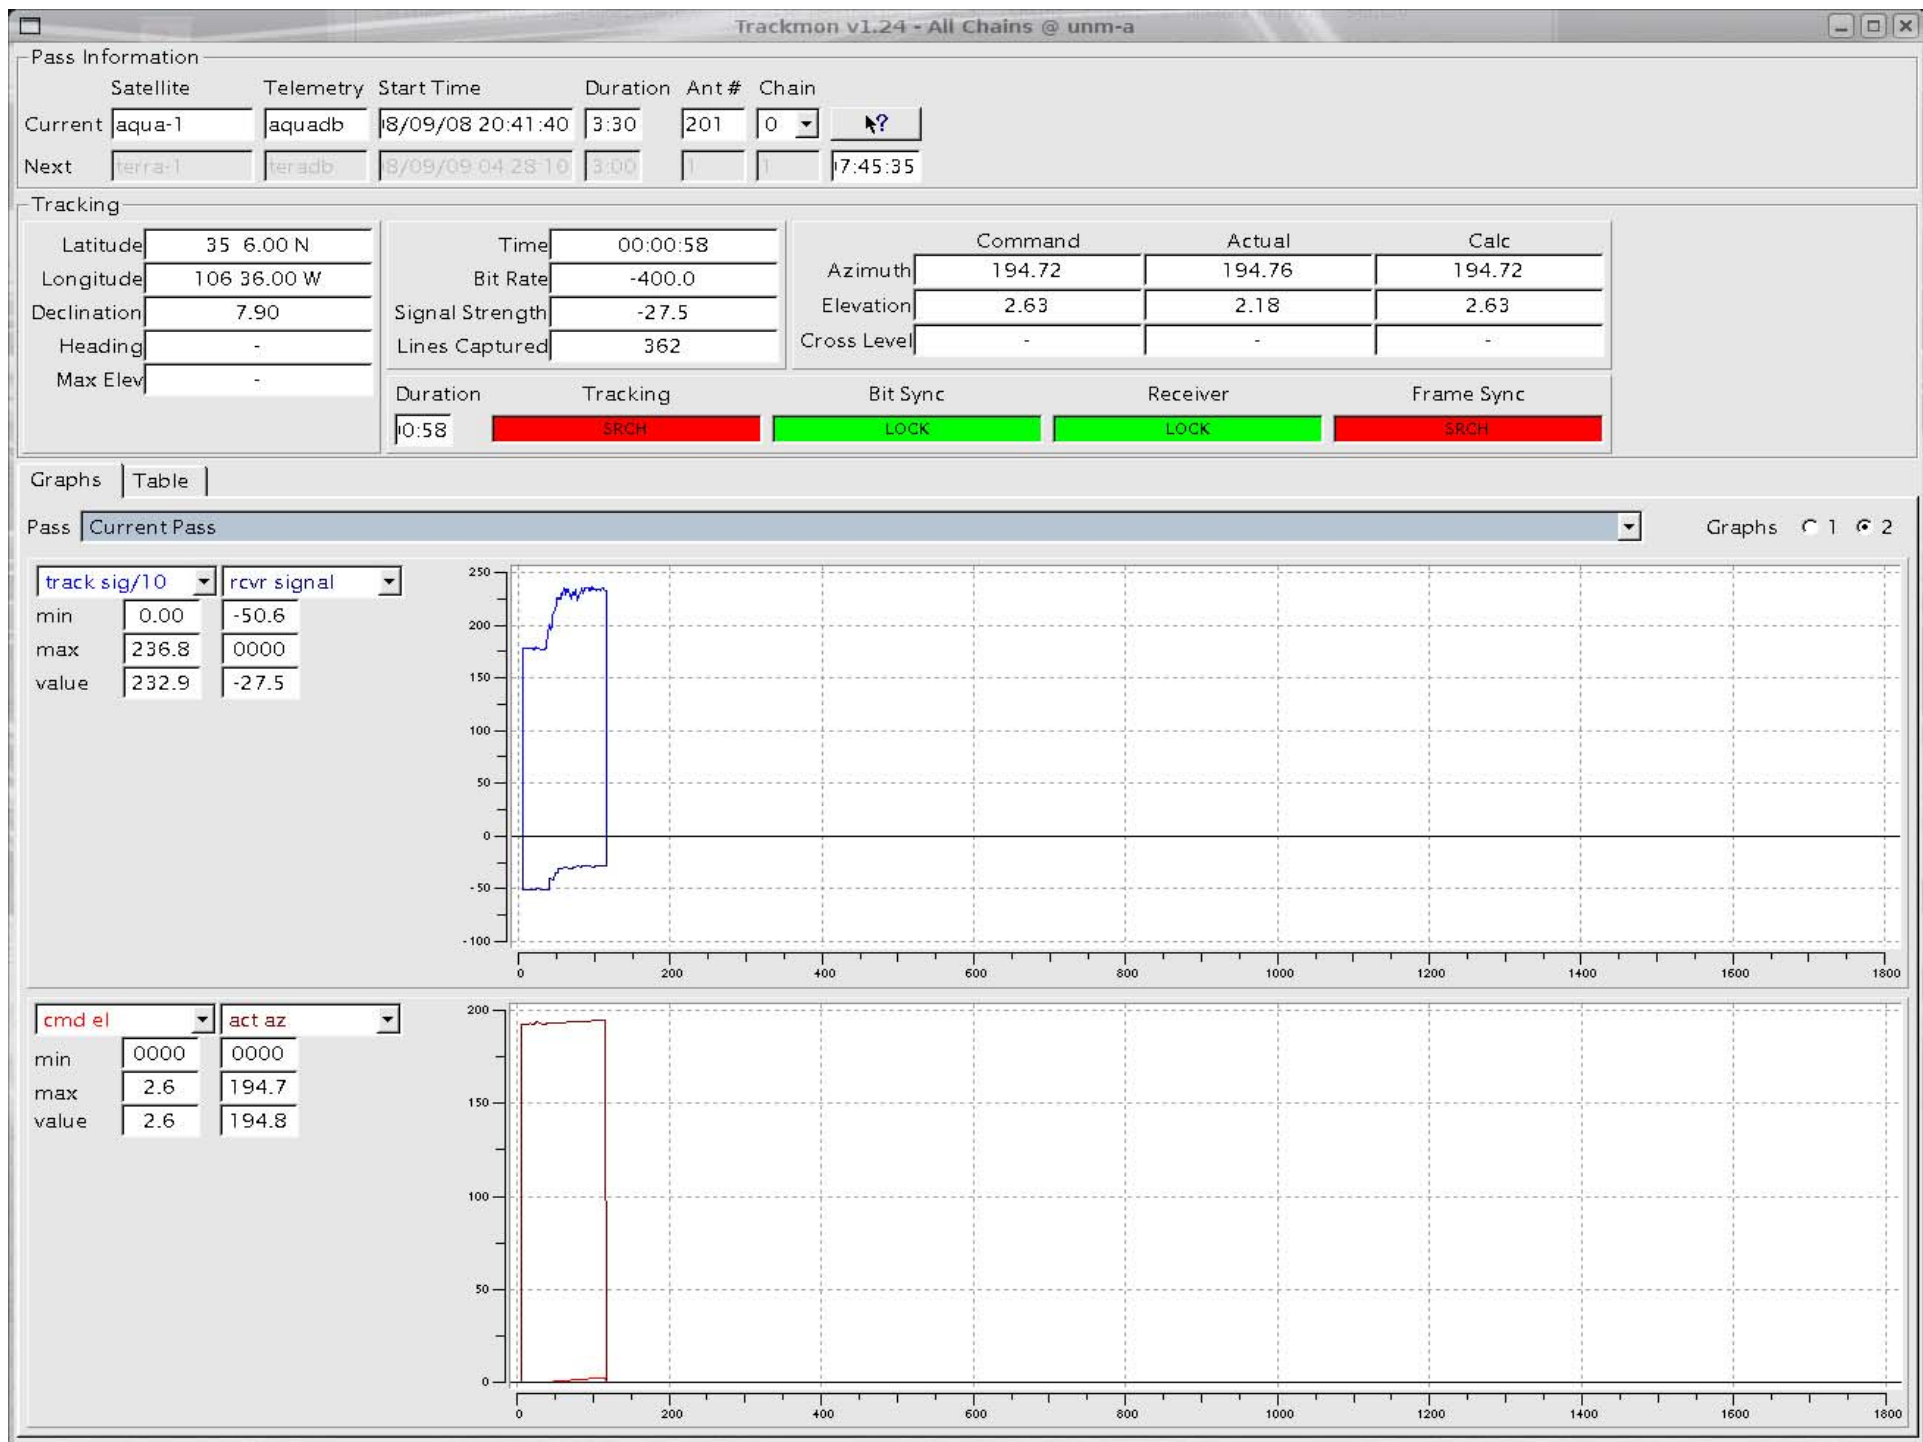 Trackmon v1.24 - All Chains @ unm-a
Pass Information
Satellite Telemetry Start Time Duration Ant # Chain
Current aqua-1 aquadb 8/09/08 20:41:40 3:30 201 0 ?
Next terra-1 teradb 8/09/09 04:28:10 3:00 1 1 7:45:35
Tracking
Latitude 35 6.00 N
Longitude 106 36.00 W
Declination 7.90
Heading -
Max Elev -
Time 00:00:58
Bit Rate -400.0
Signal Strength -27.5
Lines Captured 362
Command Actual Calc
Azimuth 194.72 194.76 194.72
Elevation 2.63 2.18 2.63
Cross Level - - -
Duration Tracking Bit Sync Receiver Frame Sync
0:58 SRCH LOCK LOCK SRCH
Graphs Table
Pass Current Pass Graphs 1 2
track sig/10 rcvr signal
min 0.00 -50.6
max 236.8 0000
value 232.9 -27.5
250
200
150
100
50
0
-50
-100
0 200 400 600 800 1000 1200 1400 1600 1800
cmd el act az
min 0000 0000
max 2.6 194.7
value 2.6 194.8
200
150
100
50
0
0 200 400 600 800 1000 1200 1400 1600 1800